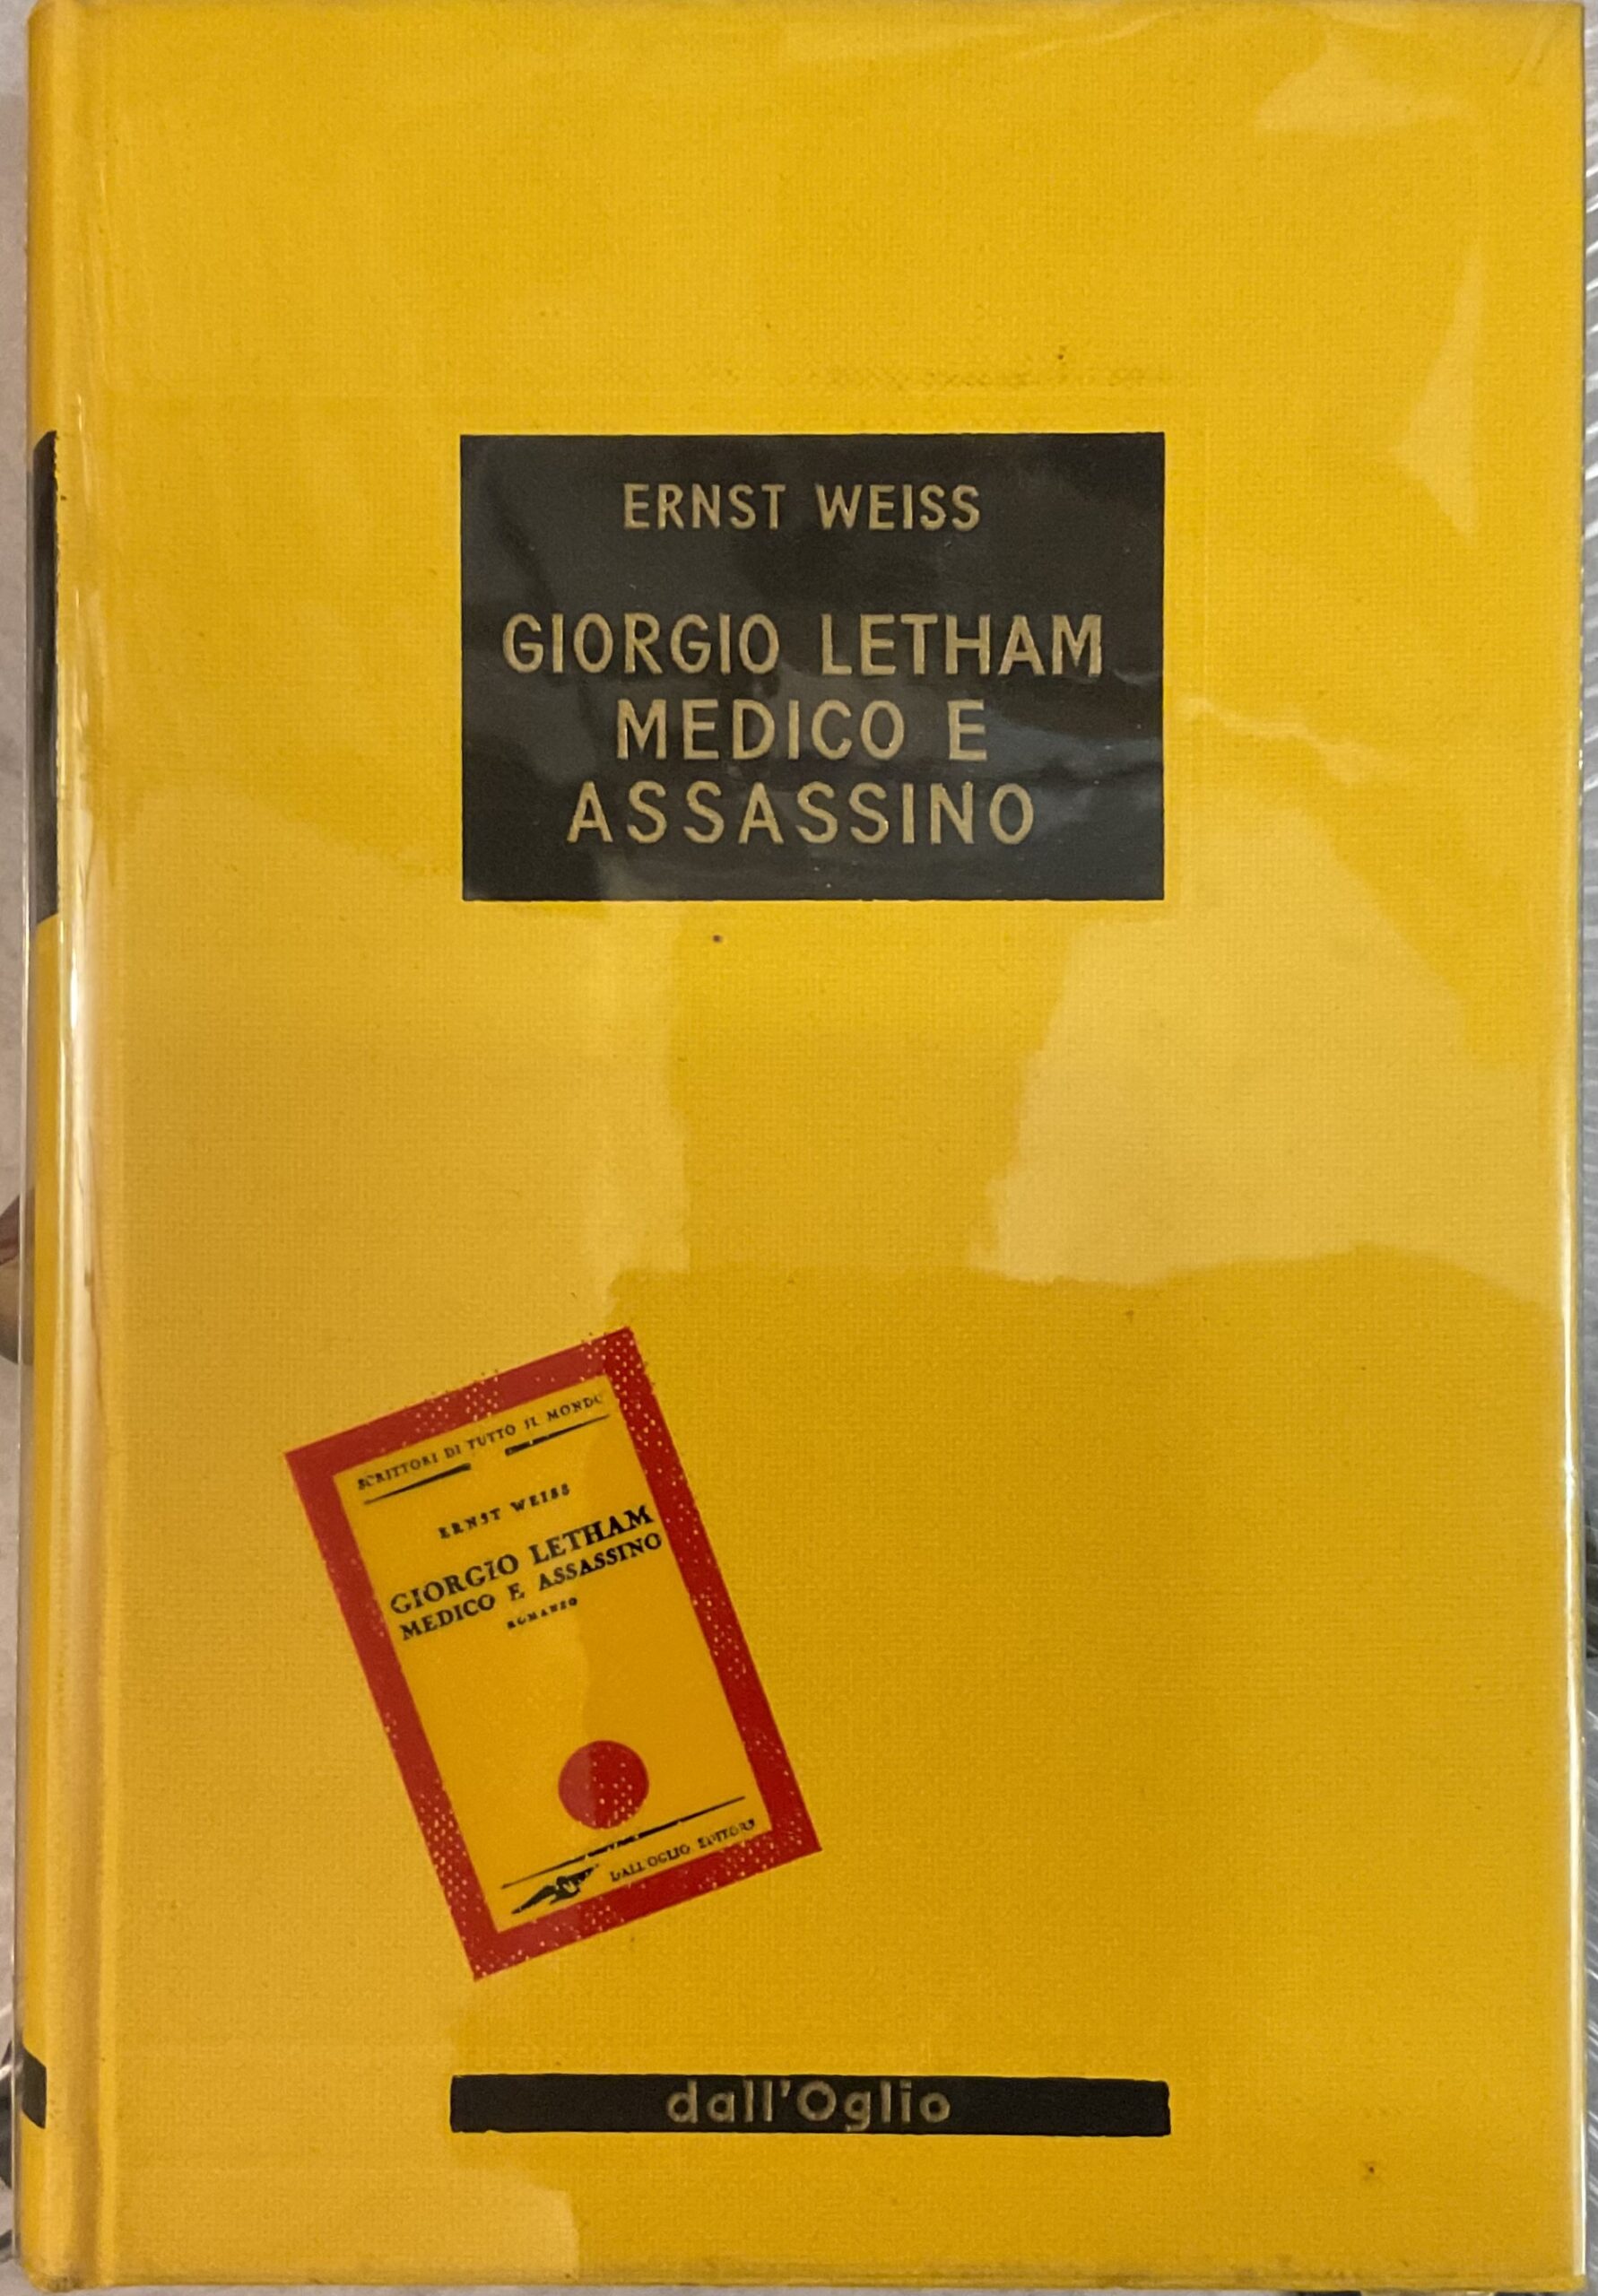 ERNST WEISS
GIORGIO LETHAM
MEDICO E
ASSASSINO
SCRITTORI DI TUTTO IL MONDO
ERNST WEISS
GIORGIO LETHAM
MEDICO E ASSASSINO
ROMANZO
DALL'OGLIO EDITORE
dall'Oglio